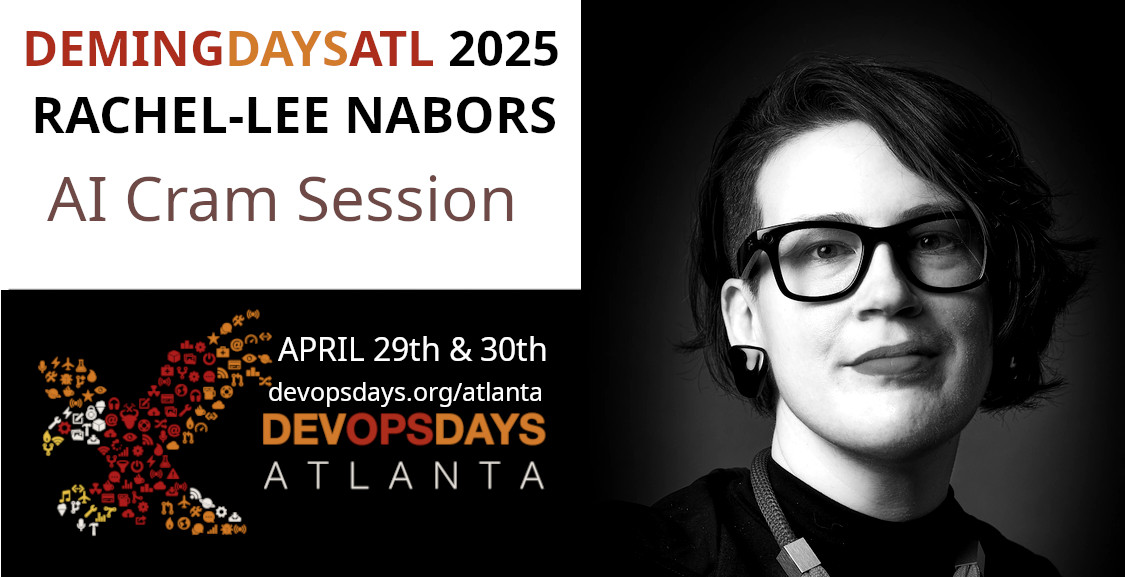 DEMINGDAYSATL 2025
RACHEL-LEE NABORS
AI Cram Session
APRIL 29th & 30th
devopsdays.org/atlanta
DEVOPSDAYS
ATLANTA